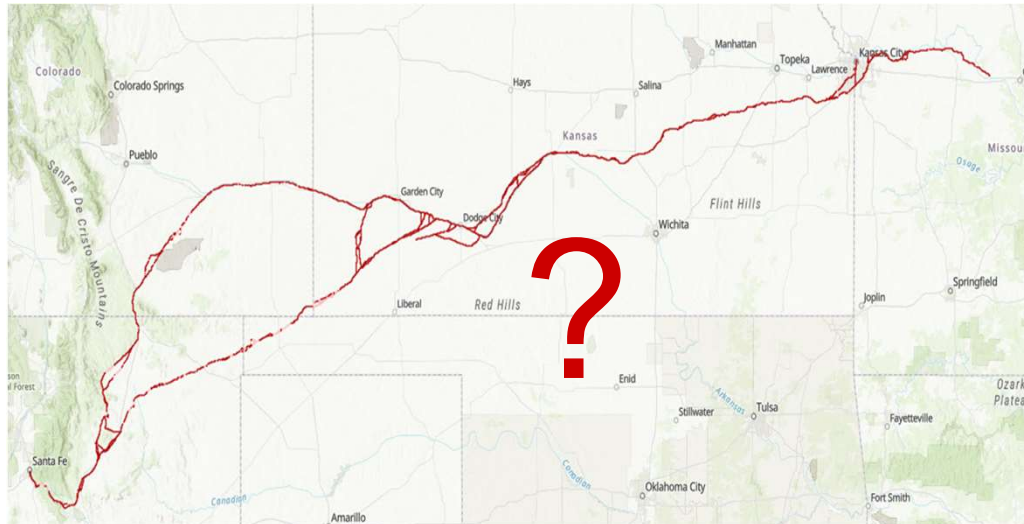 Manhattan
Kansas City
Topeka
Lawrence
Colorado
Colorado Springs
Hays
Salina
Kansas
Missou
Pueblo
Osage
Sangre De Cristo Mountains
Garden City
Flint Hills
Dodge City
Wichita
Springfield
Joplin
Liberal
Red Hills
?
Enid
al Forest
Ozark
Platea
Arkansas
Tulsa
Stillwater
Fayetteville
Santa Fe
Canadian
Oklahoma City
Canadian
Fort Smith
Amarillo